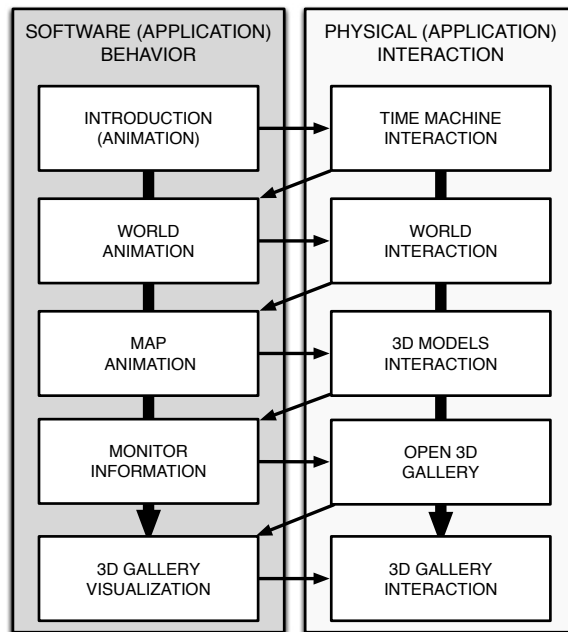 SOFTWARE (APPLICATION)
BEHAVIOR
PHYSICAL (APPLICATION)
INTERACTION
INTRODUCTION
(ANIMATION)
TIME MACHINE
INTERACTION
WORLD
ANIMATION
WORLD
INTERACTION
MAP
ANIMATION
3D MODELS
INTERACTION
MONITOR
INFORMATION
OPEN 3D
GALLERY
3D GALLERY
VISUALIZATION
3D GALLERY
INTERACTION